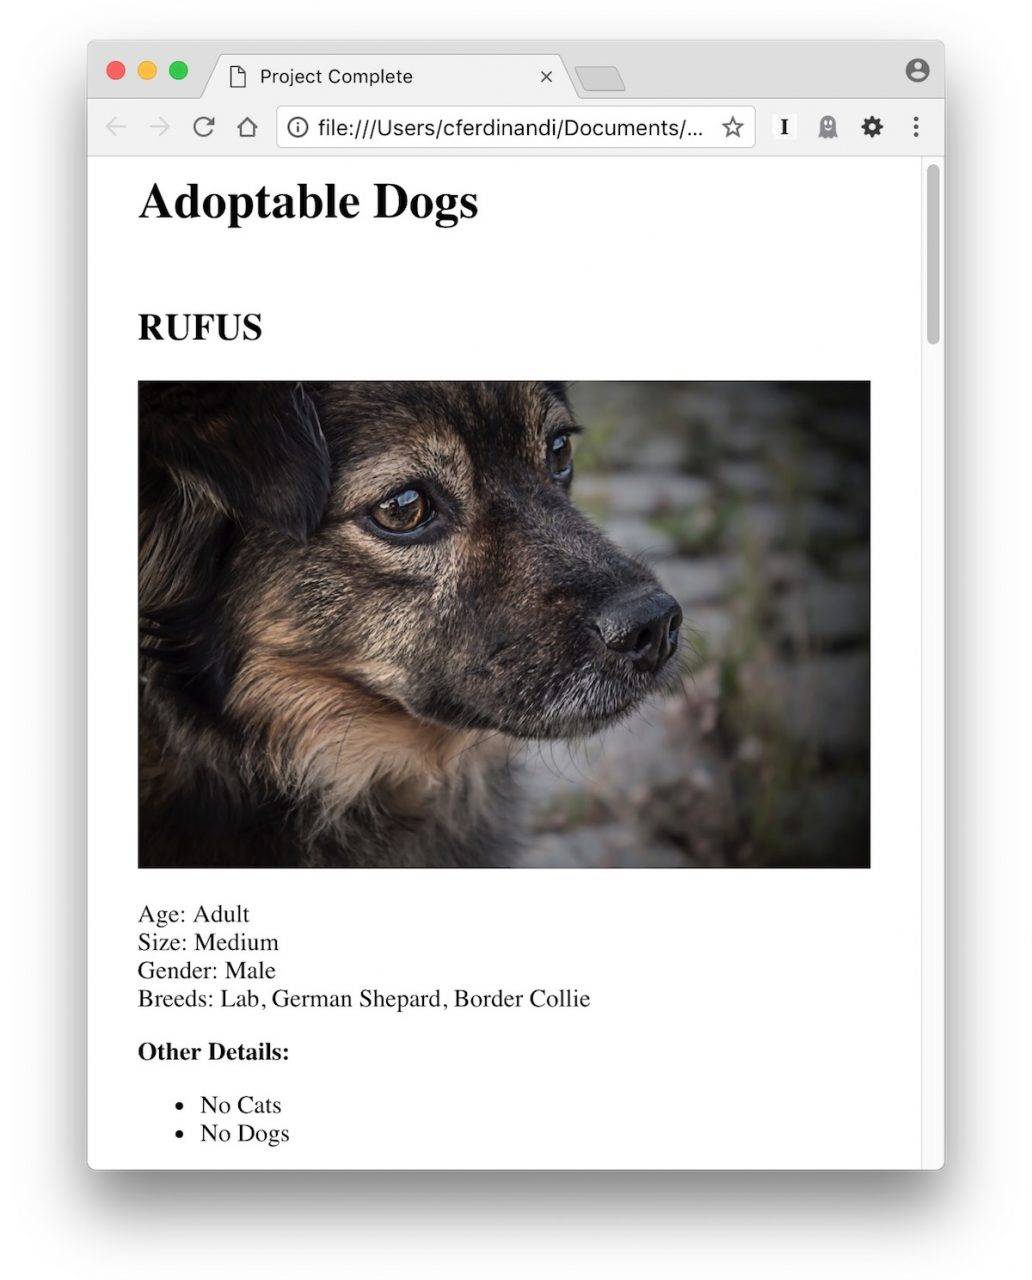 Project Complete
file:///Users/cferdinandi/Documents/...
Adoptable Dogs
RUFUS
Age: Adult
Size: Medium
Gender: Male
Breeds: Lab, German Shepard, Border Collie
Other Details:
No Cats
No Dogs